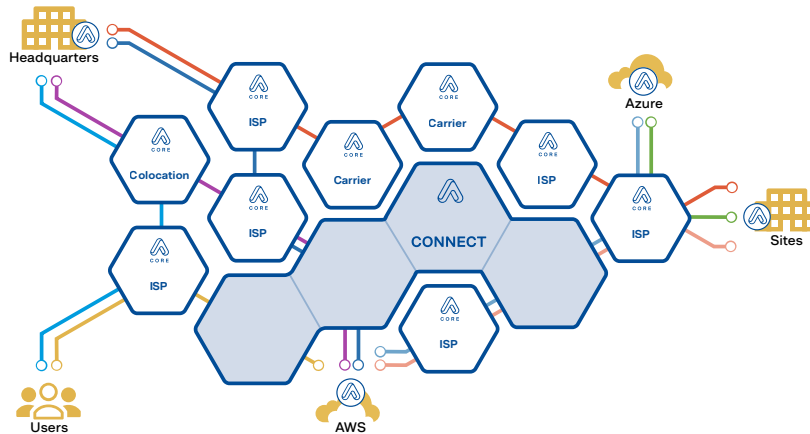 Headquarters
CORE
ISP
CORE
Carrier
CORE
Carrier
Azure
CORE
Colocation
CORE
ISP
CORE
ISP
CORE
ISP
CONNECT
Sites
CORE
ISP
CORE
ISP
Users
AWS